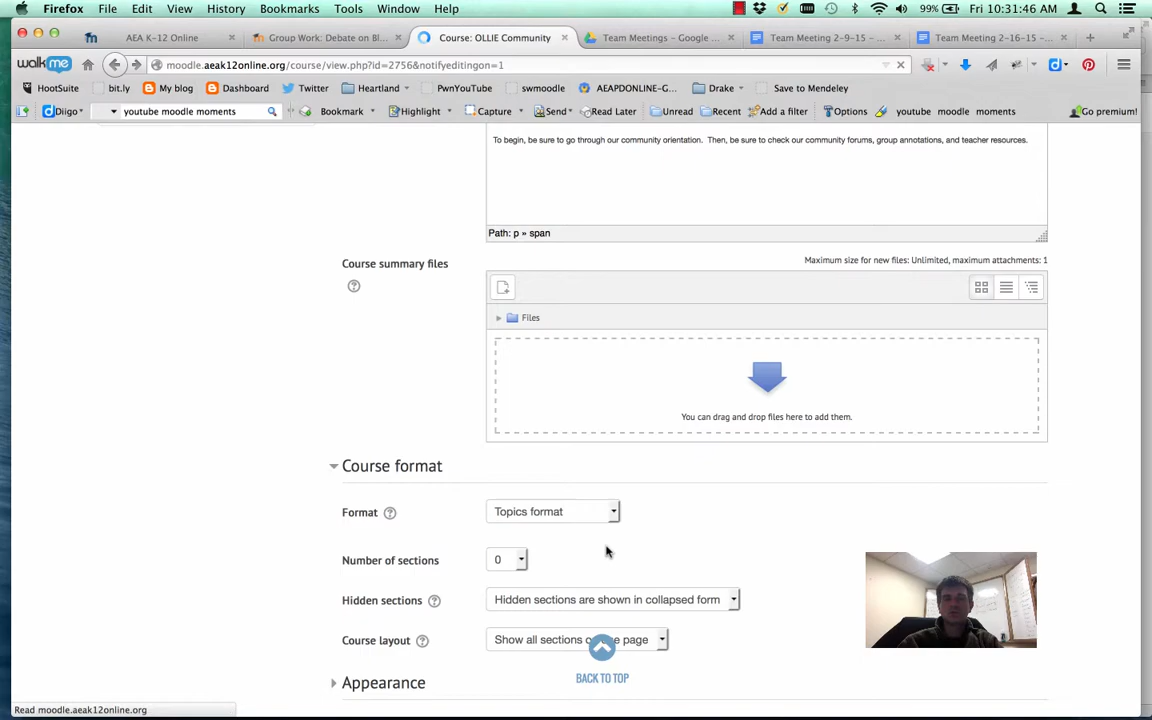 Firefox File Edit View History Bookmarks Tools Window Help 99% Fri 10:31:46
AEA K-12 Online × Group Work: Debate on Bl... × Course: OLLIE Community × Team Meetings – Google ... × Team Meeting 2-9-15 – ... × Team Meeting 2-16-15 – ... × +
walkme moodle.aeak12online.org/course/view.php?id=2756&notifyeditingon=1
HootSuite bit.ly My blog Dashboard Twitter Heartland PwnYouTube swmoodle AEAPDONLINE-G... Drake Save to Mendeley
Diigo youtube moodle moments Bookmark Highlight Capture Send Read Later Unread Recent Add a filter Options youtube moodle moments Go premium!
To begin, be sure to go through our community orientation. Then, be sure to check our community forums, group annotations, and teacher resources.
Path: p » span
Course summary files
Maximum size for new files: Unlimited, maximum attachments: 1
Files
You can drag and drop files here to add them.
Course format
Format Topics format
Number of sections 0
Hidden sections Hidden sections are shown in collapsed form
Course layout Show all sections page
BACK TO TOP
Appearance
Read moodle.aeak12online.org